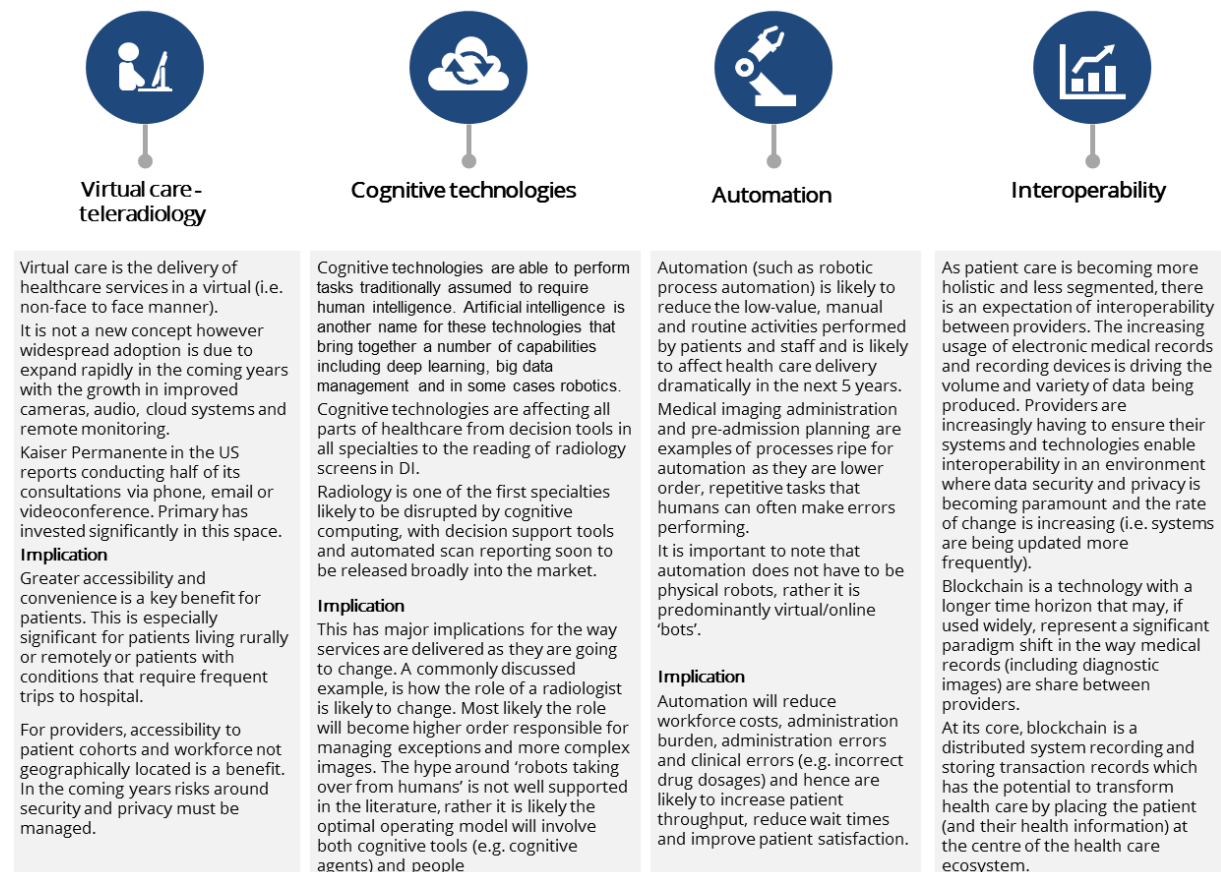 Virtual care -
teleradiology
Virtual care is the delivery of
healthcare services in a virtual (i.e.
non-face to face manner).
It is not a new concept however
widespread adoption is due to
expand rapidly in the coming years
with the growth in improved
cameras, audio, cloud systems and
remote monitoring.
Kaiser Permanente in the US
reports conducting half of its
consultations via phone, email or
videoconference. Primary has
invested significantly in this space.
Implication
Greater accessibility and
convenience is a key benefit for
patients. This is especially
significant for patients living rurally
or remotely or patients with
conditions that require frequent
trips to hospital.
For providers, accessibility to
patient cohorts and workforce not
geographically located is a benefit.
In the coming years risks around
security and privacy must be
managed.
Cognitive technologies
Cognitive technologies are able to perform
tasks traditionally assumed to require
human intelligence. Artificial intelligence is
another name for these technologies that
bring together a number of capabilities
including deep learning, big data
management and in some cases robotics.
Cognitive technologies are affecting all
parts of healthcare from decision tools in
all specialties to the reading of radiology
screens in DI.
Radiology is one of the first specialties
likely to be disrupted by cognitive
computing, with decision support tools
and automated scan reporting soon to
be released broadly into the market.
Implication
This has major implications for the way
services are delivered as they are going
to change. A commonly discussed
example, is how the role of a radiologist
is likely to change. Most likely the role
will become higher order responsible for
managing exceptions and more complex
images. The hype around ‘robots taking
over from humans’ is not well supported
in the literature, rather it is likely the
optimal operating model will involve
both cognitive tools (e.g. cognitive
agents) and people
Automation
Automation (such as robotic
process automation) is likely to
reduce the low-value, manual
and routine activities performed
by patients and staff and is likely
to affect health care delivery
dramatically in the next 5 years.
Medical imaging administration
and pre-admission planning are
examples of processes ripe for
automation as they are lower
order, repetitive tasks that
humans can often make errors
performing.
It is important to note that
automation does not have to be
physical robots, rather it is
predominantly virtual/online
‘bots’.
Implication
Automation will reduce
workforce costs, administration
burden, administration errors
and clinical errors (e.g. incorrect
drug dosages) and hence are
likely to increase patient
throughput, reduce wait times
and improve patient satisfaction.
Interoperability
As patient care is becoming more
holistic and less segmented, there
is an expectation of interoperability
between providers. The increasing
usage of electronic medical records
and recording devices is driving the
volume and variety of data being
produced. Providers are
increasingly having to ensure their
systems and technologies enable
interoperability in an environment
where data security and privacy is
becoming paramount and the rate
of change is increasing (i.e. systems
are being updated more
frequently).
Blockchain is a technology with a
longer time horizon that may, if
used widely, represent a significant
paradigm shift in the way medical
records (including diagnostic
images) are share between
providers.
At its core, blockchain is a
distributed system recording and
storing transaction records which
has the potential to transform
health care by placing the patient
(and their health information) at
the centre of the health care
ecosystem.